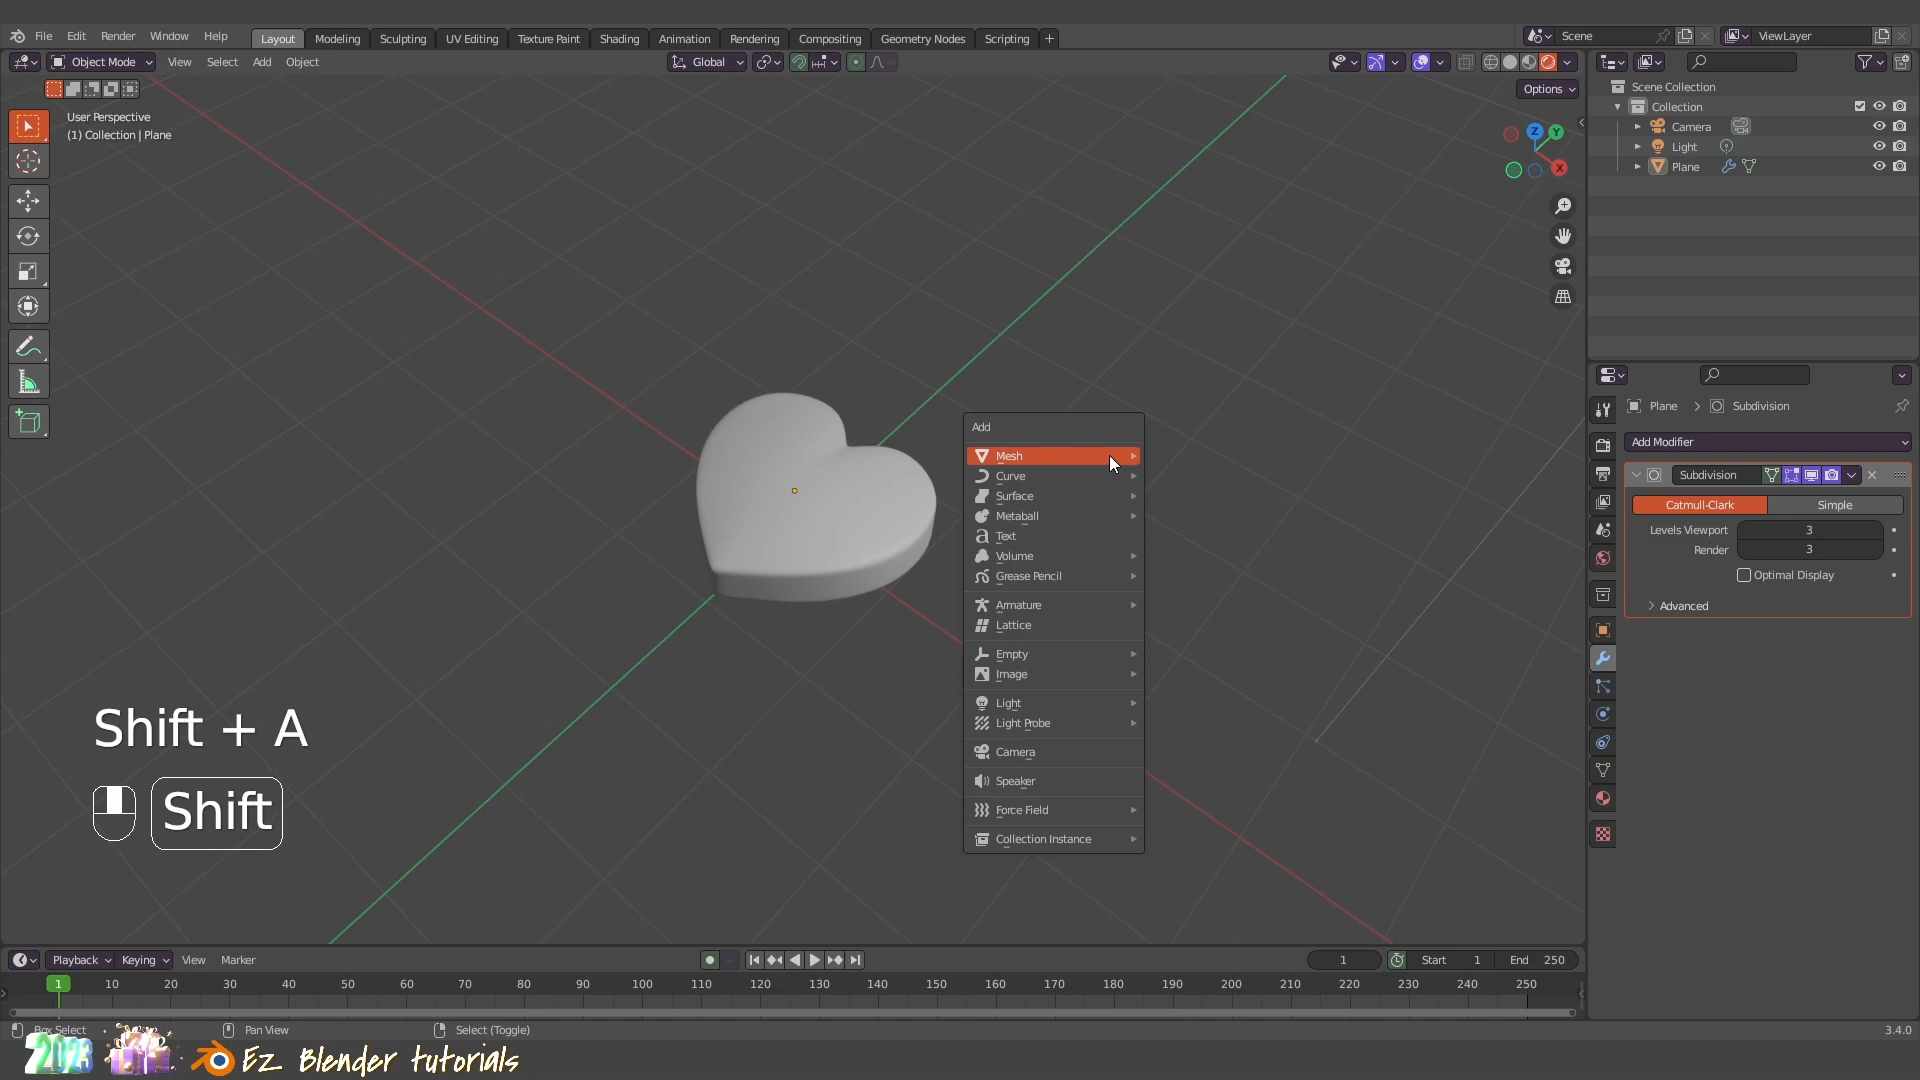 File Edit Render Window Help Layout Modeling Sculpting UV Editing Texture Paint Shading Animation Rendering Compositing Geometry Nodes Scripting + Scene ViewLayer
Object Mode View Select Add Object Global
Options
User Perspective
(1) Collection | Plane
Z Y
X
Scene Collection
Collection
Camera
Light
Plane
Plane > Subdivision
Add Modifier
Subdivision
Catmull-Clark Simple
Levels Viewport 3
Render 3
Optimal Display
Advanced
Add
Mesh
Curve
Surface
Metaball
Text
Volume
Grease Pencil
Armature
Lattice
Empty
Image
Light
Light Probe
Camera
Speaker
Force Field
Collection Instance
Shift + A
Shift
Playback Keying View Marker 1 Start 1 End 250
1 10 20 30 40 50 60 70 80 90 100 110 120 130 140 150 160 170 180 190 200 210 220 230 240 250
Box Select Pan View Select (Toggle) 3.4.0
2023 Ez Blender tutorials